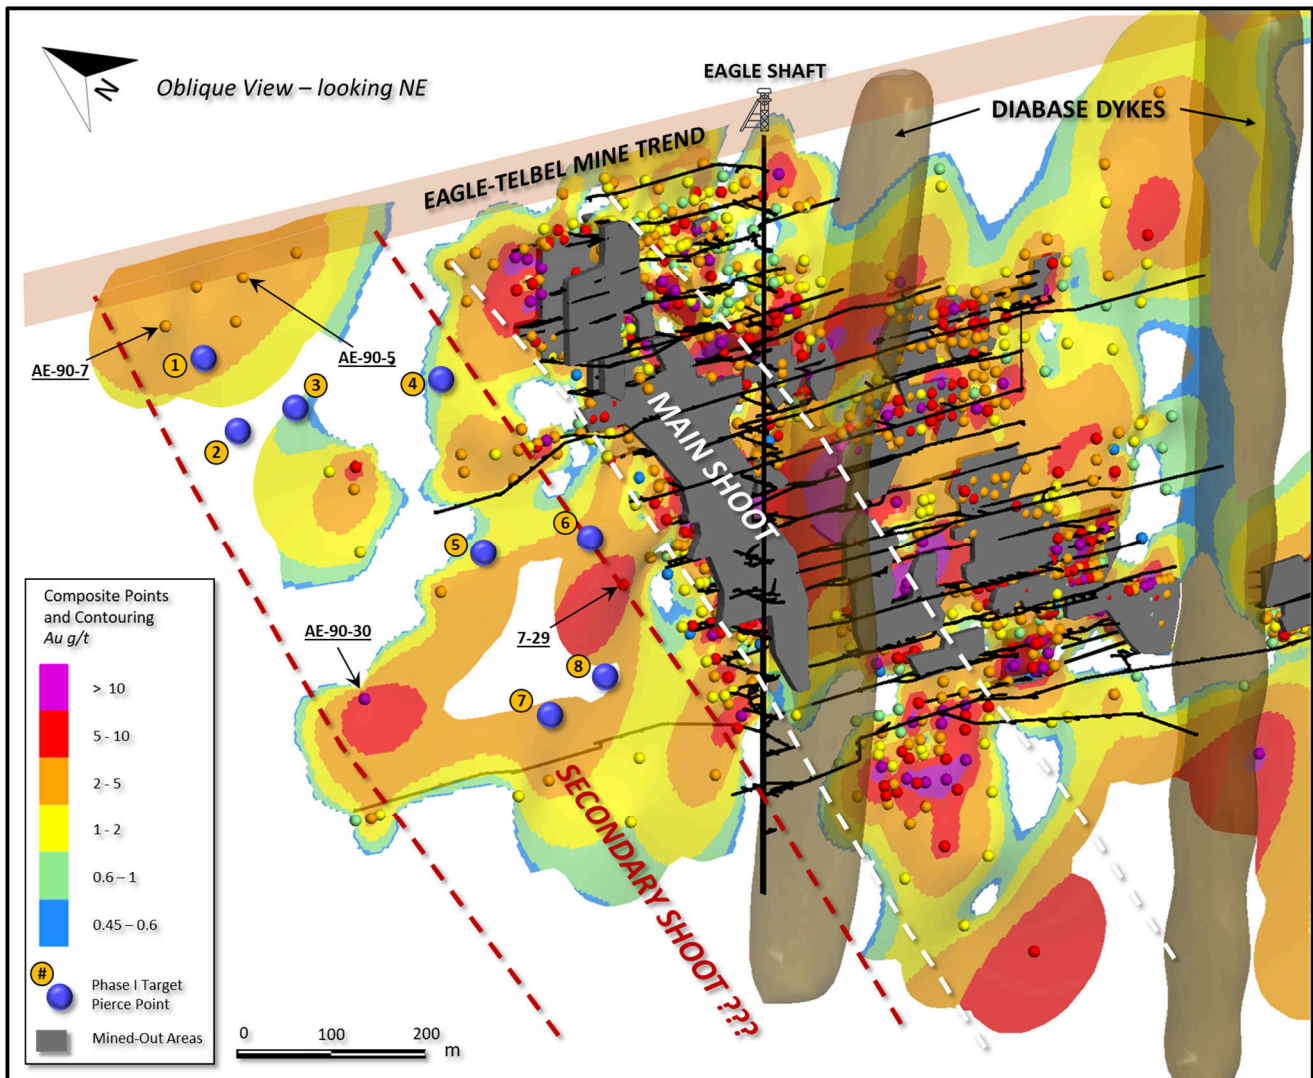 N
Oblique View – looking NE
EAGLE SHAFT
DIABASE DYKES
EAGLE-TELBEL MINE TREND
AE-90-7
AE-90-5
1
2
3
4
MAIN SHOOT
5
6
AE-90-30
7-29
8
7
SECONDARY SHOOT ???
Composite Points
and Contouring
Au g/t
> 10
5 - 10
2 - 5
1 - 2
0.6 – 1
0.45 – 0.6
#
Phase I Target
Pierce Point
Mined-Out Areas
0 100 200
m